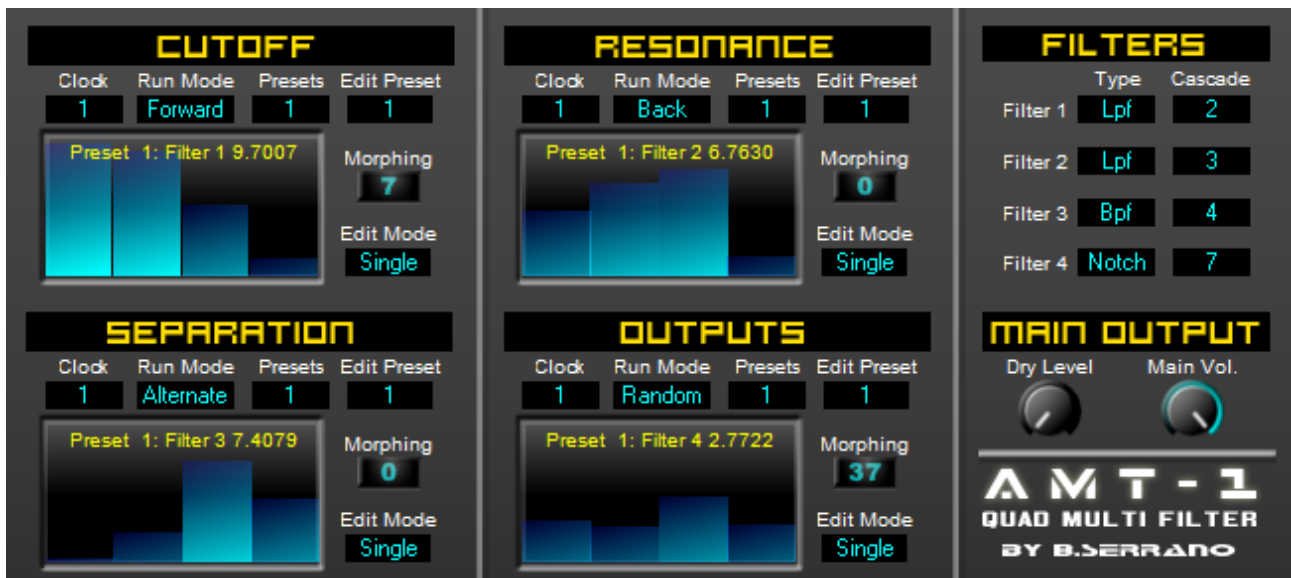 CUTOFF
Clock Run Mode Presets Edit Preset
1 Forward 1 1
Preset 1: Filter 1 9.7007
Morphing
7
Edit Mode
Single
RESONANCE
Clock Run Mode Presets Edit Preset
1 Back 1 1
Preset 1: Filter 2 6.7630
Morphing
0
Edit Mode
Single
FILTERS
Type Cascade
Filter 1 Lpf 2
Filter 2 Lpf 3
Filter 3 Bpf 4
Filter 4 Notch 7
SEPARATION
Clock Run Mode Presets Edit Preset
1 Alternate 1 1
Preset 1: Filter 3 7.4079
Morphing
0
Edit Mode
Single
OUTPUTS
Clock Run Mode Presets Edit Preset
1 Random 1 1
Preset 1: Filter 4 2.7722
Morphing
37
Edit Mode
Single
MAIN OUTPUT
Dry Level Main Vol.
AMT-1
QUAD MULTI FILTER
BY B.SERRANO